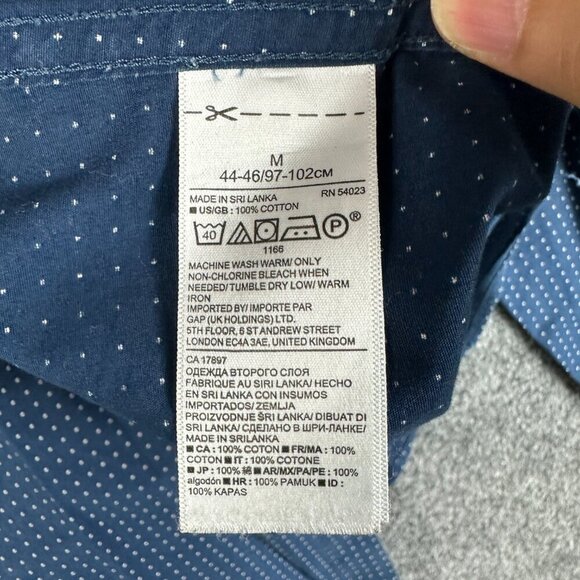 M
44-46/97-102CM
MADE IN SRI LANKA RN 54023
■ US/GB : 100% COTTON
40 P
1166
MACHINE WASH WARM/ ONLY
NON-CHLORINE BLEACH WHEN
NEEDED/ TUMBLE DRY LOW/ WARM
IRON
IMPORTED BY/ IMPORTE PAR
GAP (UK HOLDINGS) LTD.
5TH FLOOR, 6 ST ANDREW STREET
LONDON EC4A 3AE, UNITED KINGDOM
CA 17897
ОДЕЖДА ВТОРОГО СЛОЯ
FABRIQUE AU SRI LANKA/ HECHO
EN SRI LANKA CON INSUMOS
IMPORTADOS/ ZEMLJA
PROIZVODNJE ŠRI LANKA/ DIBUAT DI
SRI LANKA/ СДЕЛАНО В ШРИ-ЛАНКЕ/
MADE IN SRILANKA
■ CA : 100% COTTON ■ FR/MA : 100%
COTON ■ IT : 100% COTONE
■ JP : 100% 綿 ■ AR/MX/PA/PE : 100%
algodón ■ HR : 100% PAMUK ■ ID :
100% KAPAS